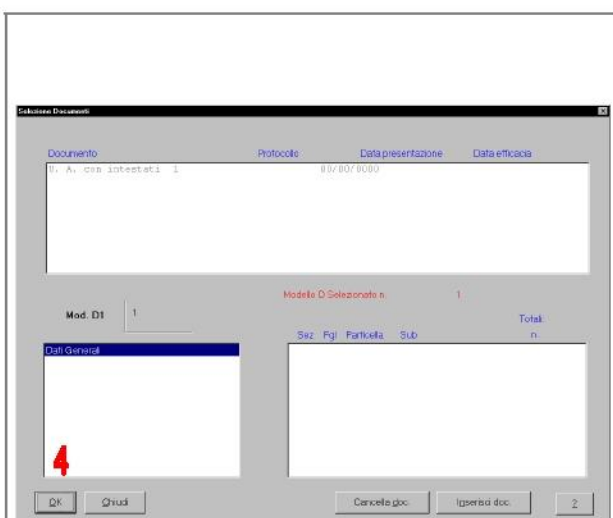 Selezione Documenti
Documento Protocollo Data presentazione Data efficacia
U. A. con intestati 1 00/00/0000
Modello D Selezionato n. 1
Mod. D1 1
Totali:
Sez Fgl Particella Sub n.
Dati Generali
4
OK Chiudi Cancella doc. Inserisci doc. ?